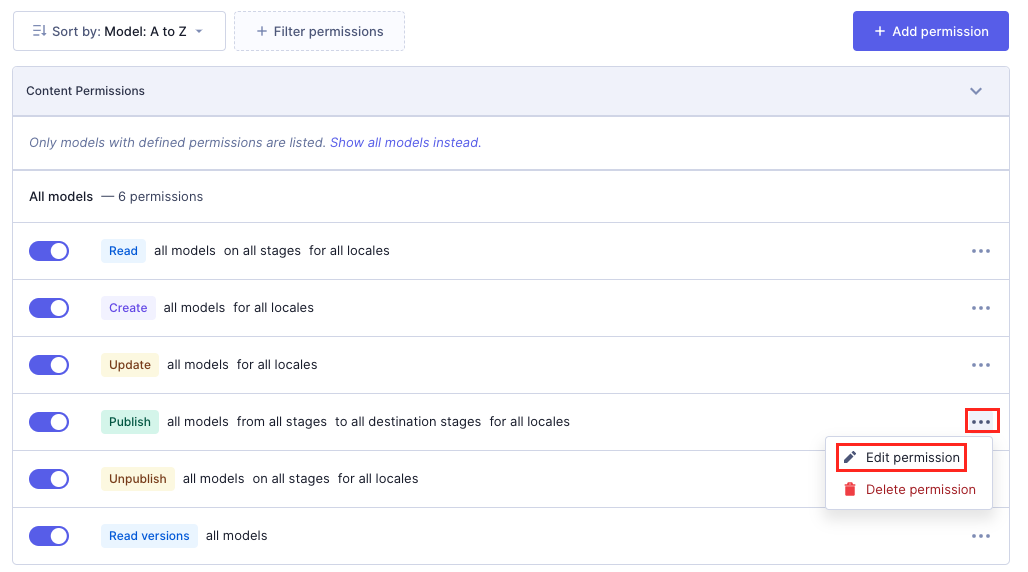 Sort by: Model: A to Z
Filter permissions
Add permission
Content Permissions
Only models with defined permissions are listed. Show all models instead.
All models — 6 permissions
Read all models on all stages for all locales
Create all models for all locales
Update all models for all locales
Publish all models from all stages to all destination stages for all locales
Edit permission
Unpublish all models on all stages for all locales
Delete permission
Read versions all models